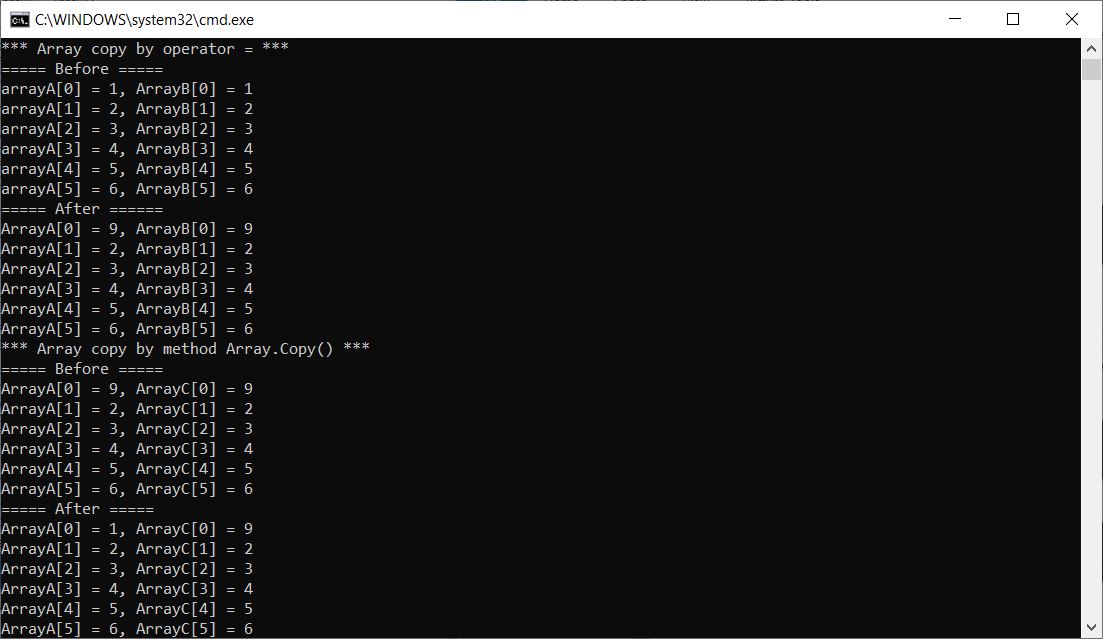 C:\WINDOWS\system32\cmd.exe
*** Array copy by operator = ***
===== Before =====
arrayA[0] = 1, ArrayB[0] = 1
arrayA[1] = 2, ArrayB[1] = 2
arrayA[2] = 3, ArrayB[2] = 3
arrayA[3] = 4, ArrayB[3] = 4
arrayA[4] = 5, ArrayB[4] = 5
arrayA[5] = 6, ArrayB[5] = 6
===== After ======
ArrayA[0] = 9, ArrayB[0] = 9
ArrayA[1] = 2, ArrayB[1] = 2
ArrayA[2] = 3, ArrayB[2] = 3
ArrayA[3] = 4, ArrayB[3] = 4
ArrayA[4] = 5, ArrayB[4] = 5
ArrayA[5] = 6, ArrayB[5] = 6
*** Array copy by method Array.Copy() ***
===== Before =====
ArrayA[0] = 9, ArrayC[0] = 9
ArrayA[1] = 2, ArrayC[1] = 2
ArrayA[2] = 3, ArrayC[2] = 3
ArrayA[3] = 4, ArrayC[3] = 4
ArrayA[4] = 5, ArrayC[4] = 5
ArrayA[5] = 6, ArrayC[5] = 6
===== After =====
ArrayA[0] = 1, ArrayC[0] = 9
ArrayA[1] = 2, ArrayC[1] = 2
ArrayA[2] = 3, ArrayC[2] = 3
ArrayA[3] = 4, ArrayC[3] = 4
ArrayA[4] = 5, ArrayC[4] = 5
ArrayA[5] = 6, ArrayC[5] = 6